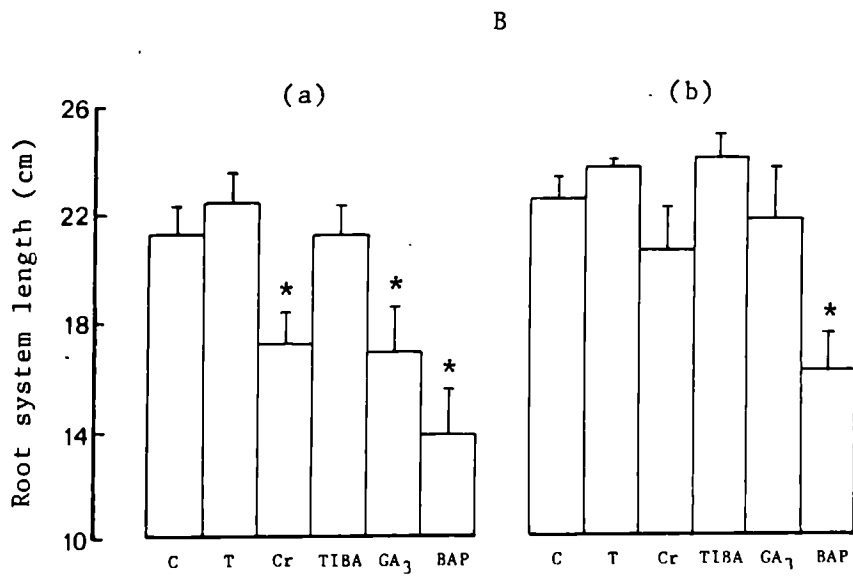 B
(a)
(b)
Root system length (cm)
26
22
18
14
10
*
*
*
*
C T Cr TIBA GA3 BAP
C T Cr TIBA GA3 BAP